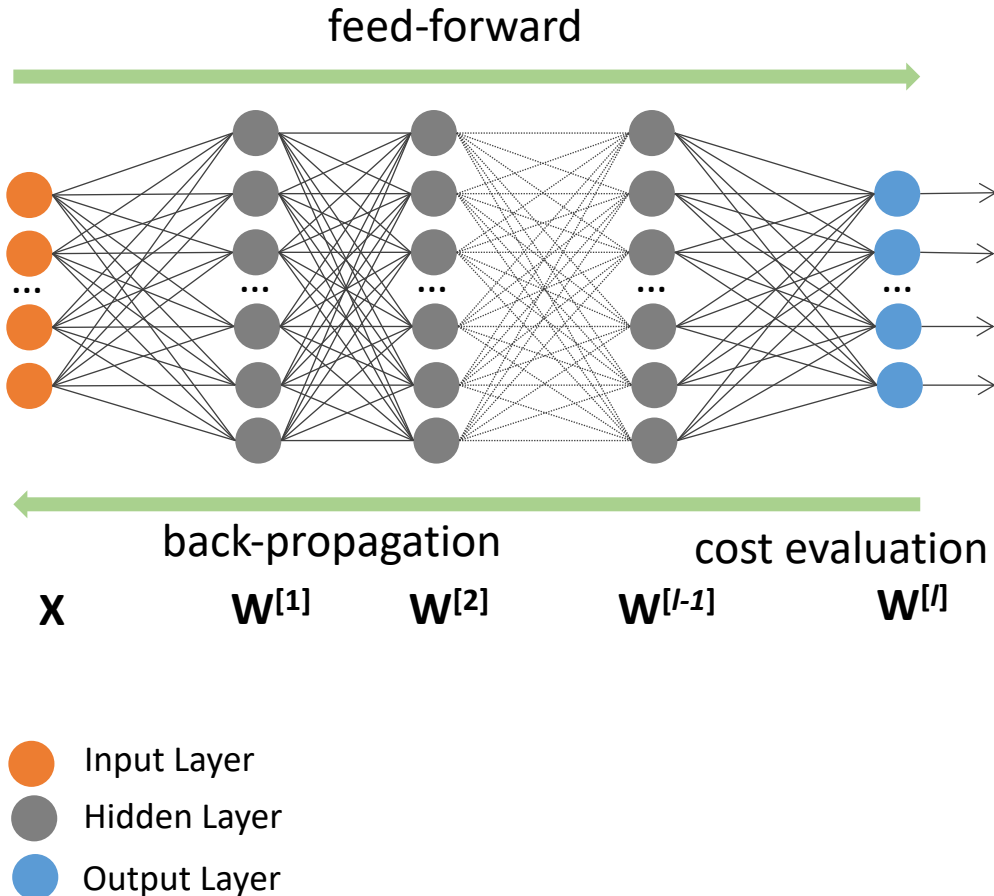 feed-forward
... ... ... ... ...
back-propagation cost evaluation
X W[1] W[2] W[l-1] W[l]
Input Layer
Hidden Layer
Output Layer